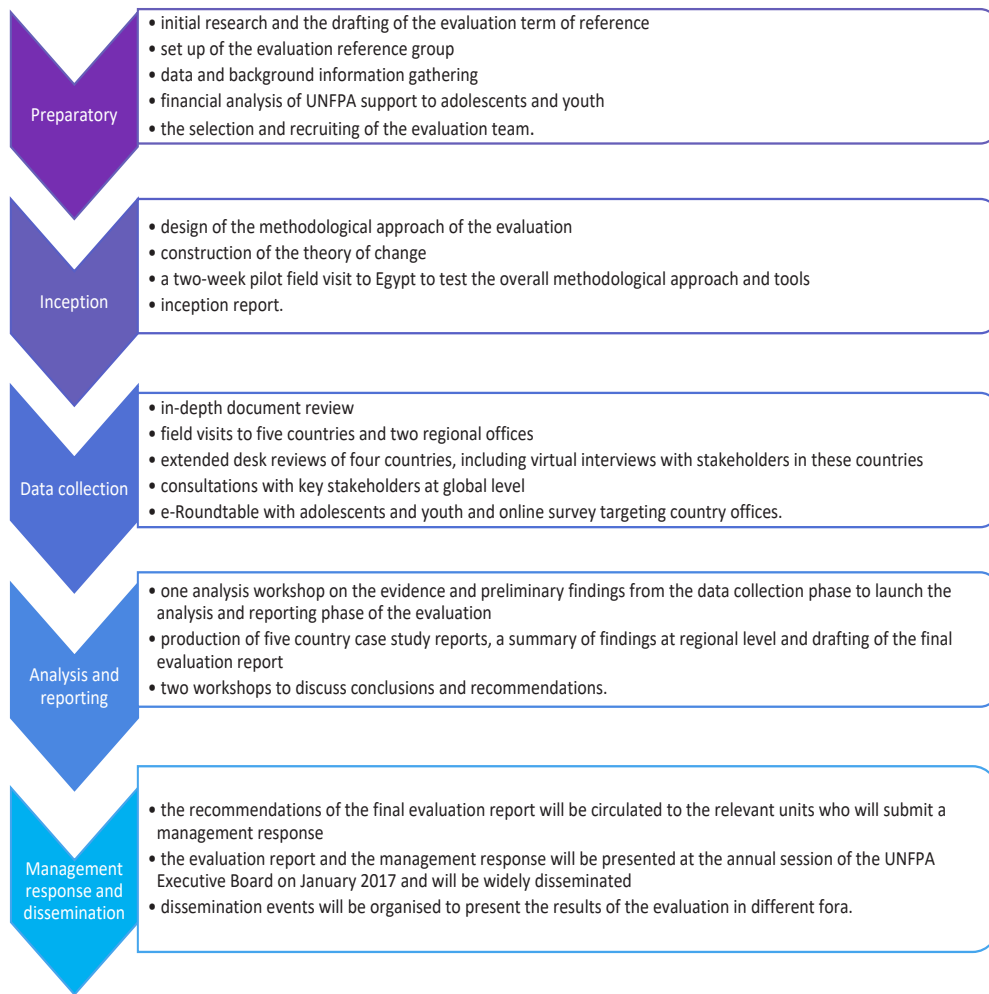 • initial research and the drafting of the evaluation term of reference
• set up of the evaluation reference group
• data and background information gathering
• financial analysis of UNFPA support to adolescents and youth
• the selection and recruiting of the evaluation team.
Preparatory
• design of the methodological approach of the evaluation
• construction of the theory of change
• a two-week pilot field visit to Egypt to test the overall methodological approach and tools
• inception report.
Inception
• in-depth document review
• field visits to five countries and two regional offices
• extended desk reviews of four countries, including virtual interviews with stakeholders in these countries
• consultations with key stakeholders at global level
• e-Roundtable with adolescents and youth and online survey targeting country offices.
Data collection
• one analysis workshop on the evidence and preliminary findings from the data collection phase to launch the
analysis and reporting phase of the evaluation
• production of five country case study reports, a summary of findings at regional level and drafting of the final
evaluation report
• two workshops to discuss conclusions and recommendations.
Analysis and
reporting
• the recommendations of the final evaluation report will be circulated to the relevant units who will submit a
management response
• the evaluation report and the management response will be presented at the annual session of the UNFPA
Executive Board on January 2017 and will be widely disseminated
• dissemination events will be organised to present the results of the evaluation in different fora.
Management
response and
dissemination